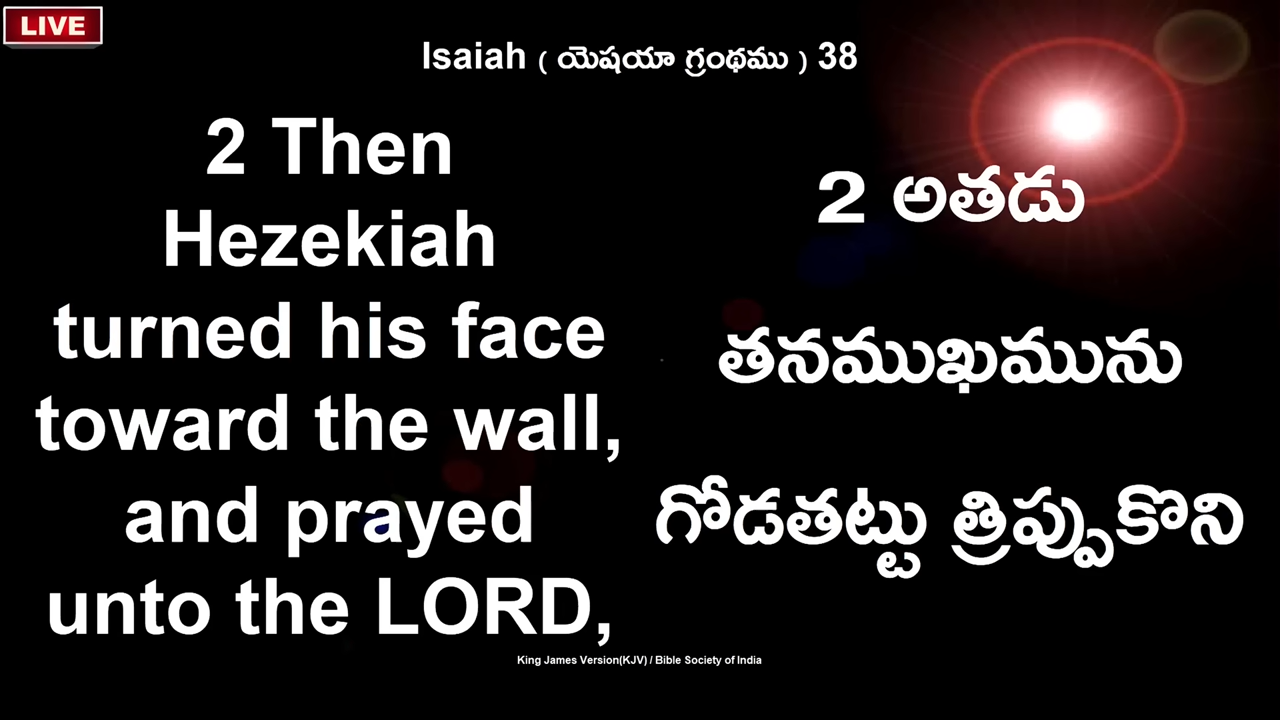 LIVE
Isaiah ( యెషయా గ్రంథము ) 38
2 Then
Hezekiah
turned his face
toward the wall,
and prayed
unto the LORD,
2 అతడు
తనముఖమును
గోడతట్టు త్రిప్పుకొని
King James Version(KJV) / Bible Society of India